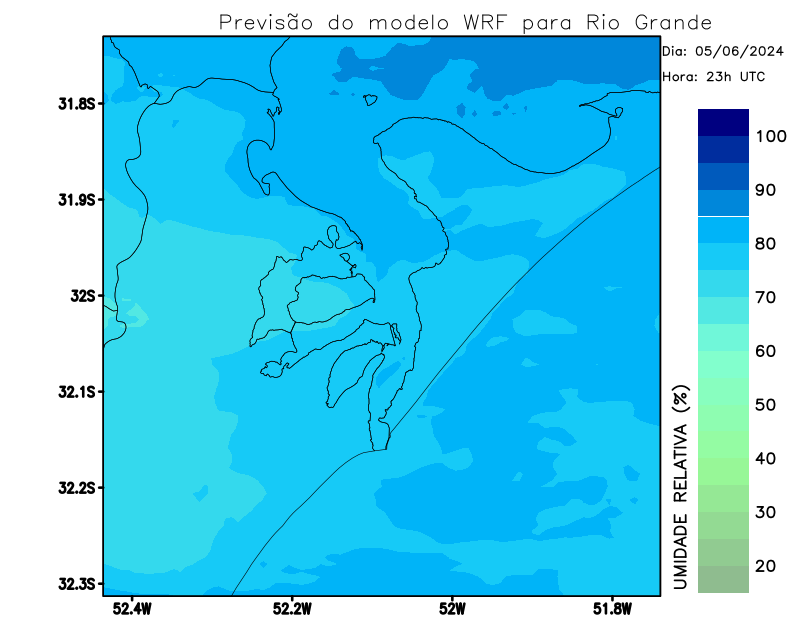 Previsão do modelo WRF para Rio Grande
Dia: 05/06/2024
Hora: 23h UTC
31.8S
31.9S
32S
32.1S
32.2S
32.3S
52.4W
52.2W
52W
51.8W
UMIDADE RELATIVA (%)
100
90
80
70
60
50
40
30
20